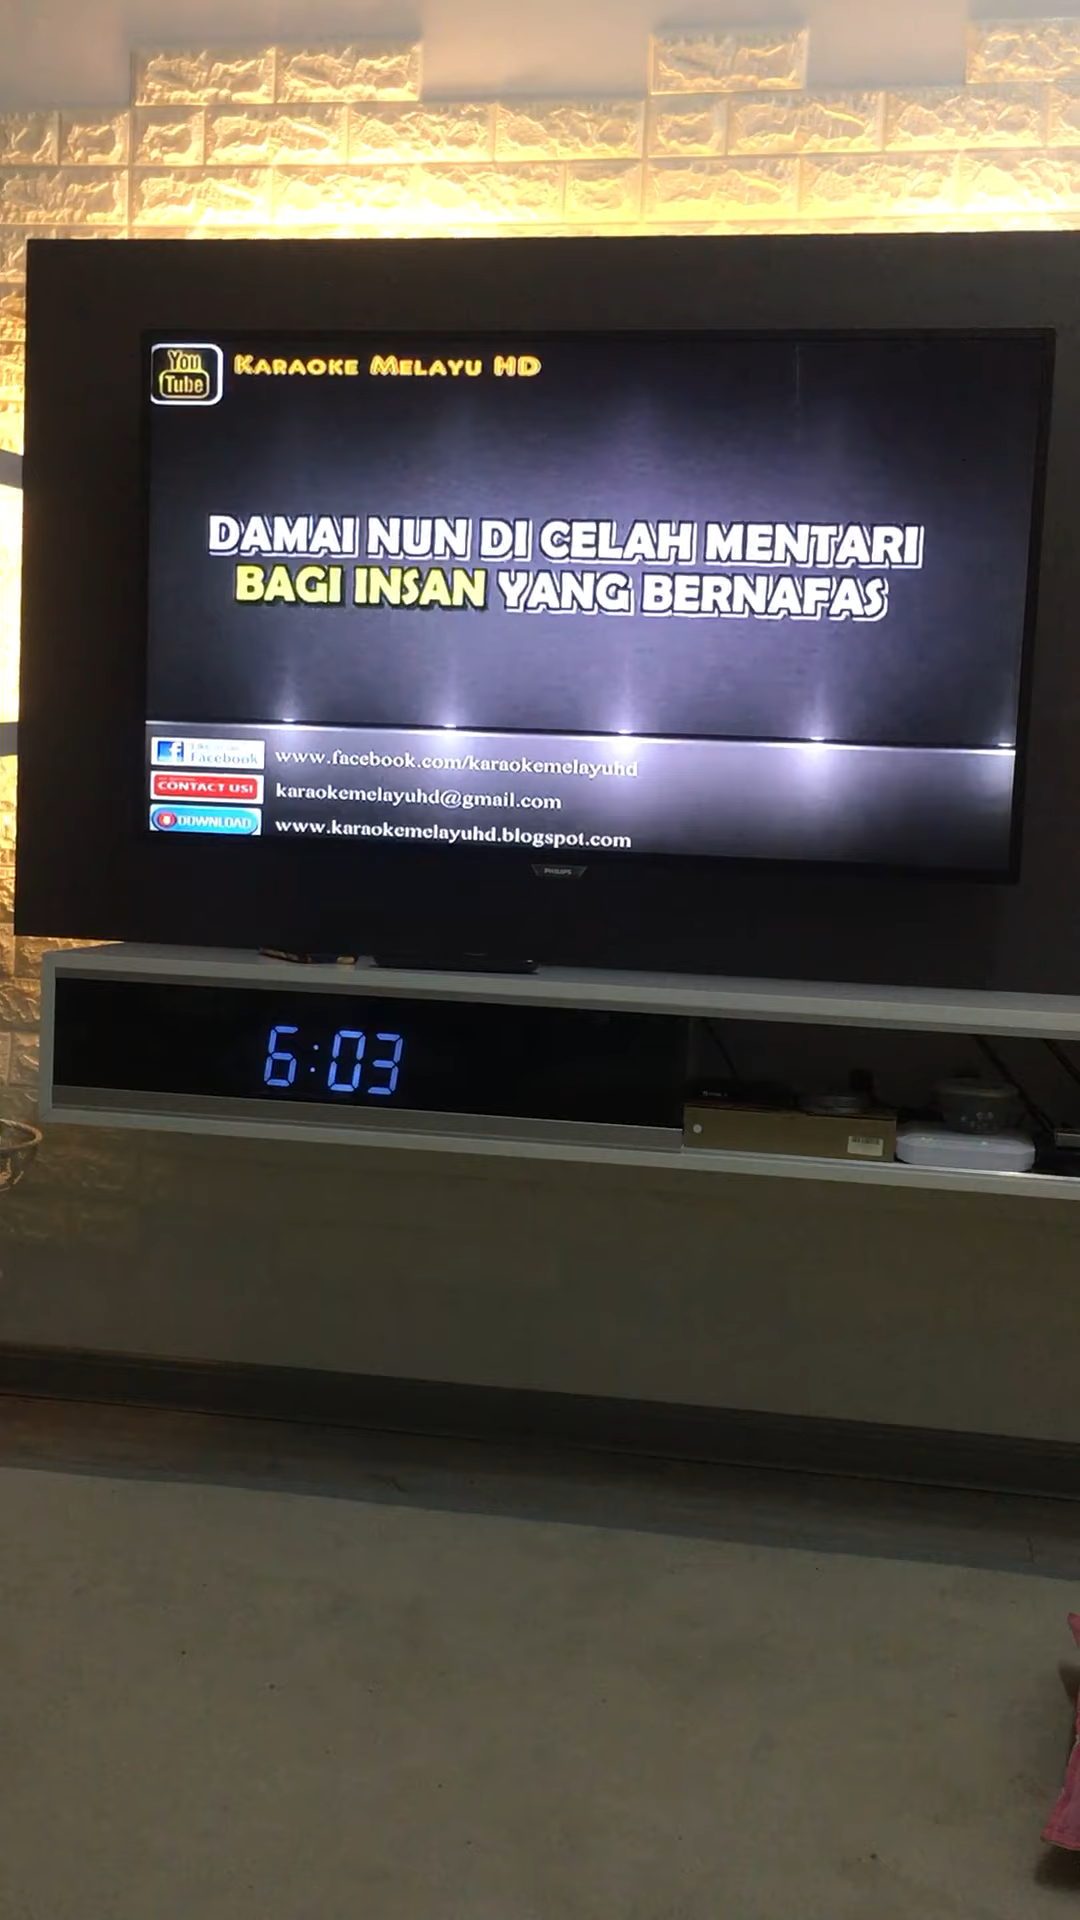 You
Tube
KARAOKE MELAYU HD
DAMAI NUN DI CELAH MENTARI
BAGI INSAN YANG BERNAFAS
Facebook
www.facebook.com/karaokemelayuhd
CONTACT US!
karaokemelayuhd@gmail.com
DOWNLOAD
www.karaokemelayuhd.blogspot.com
PHILIPS
6:03